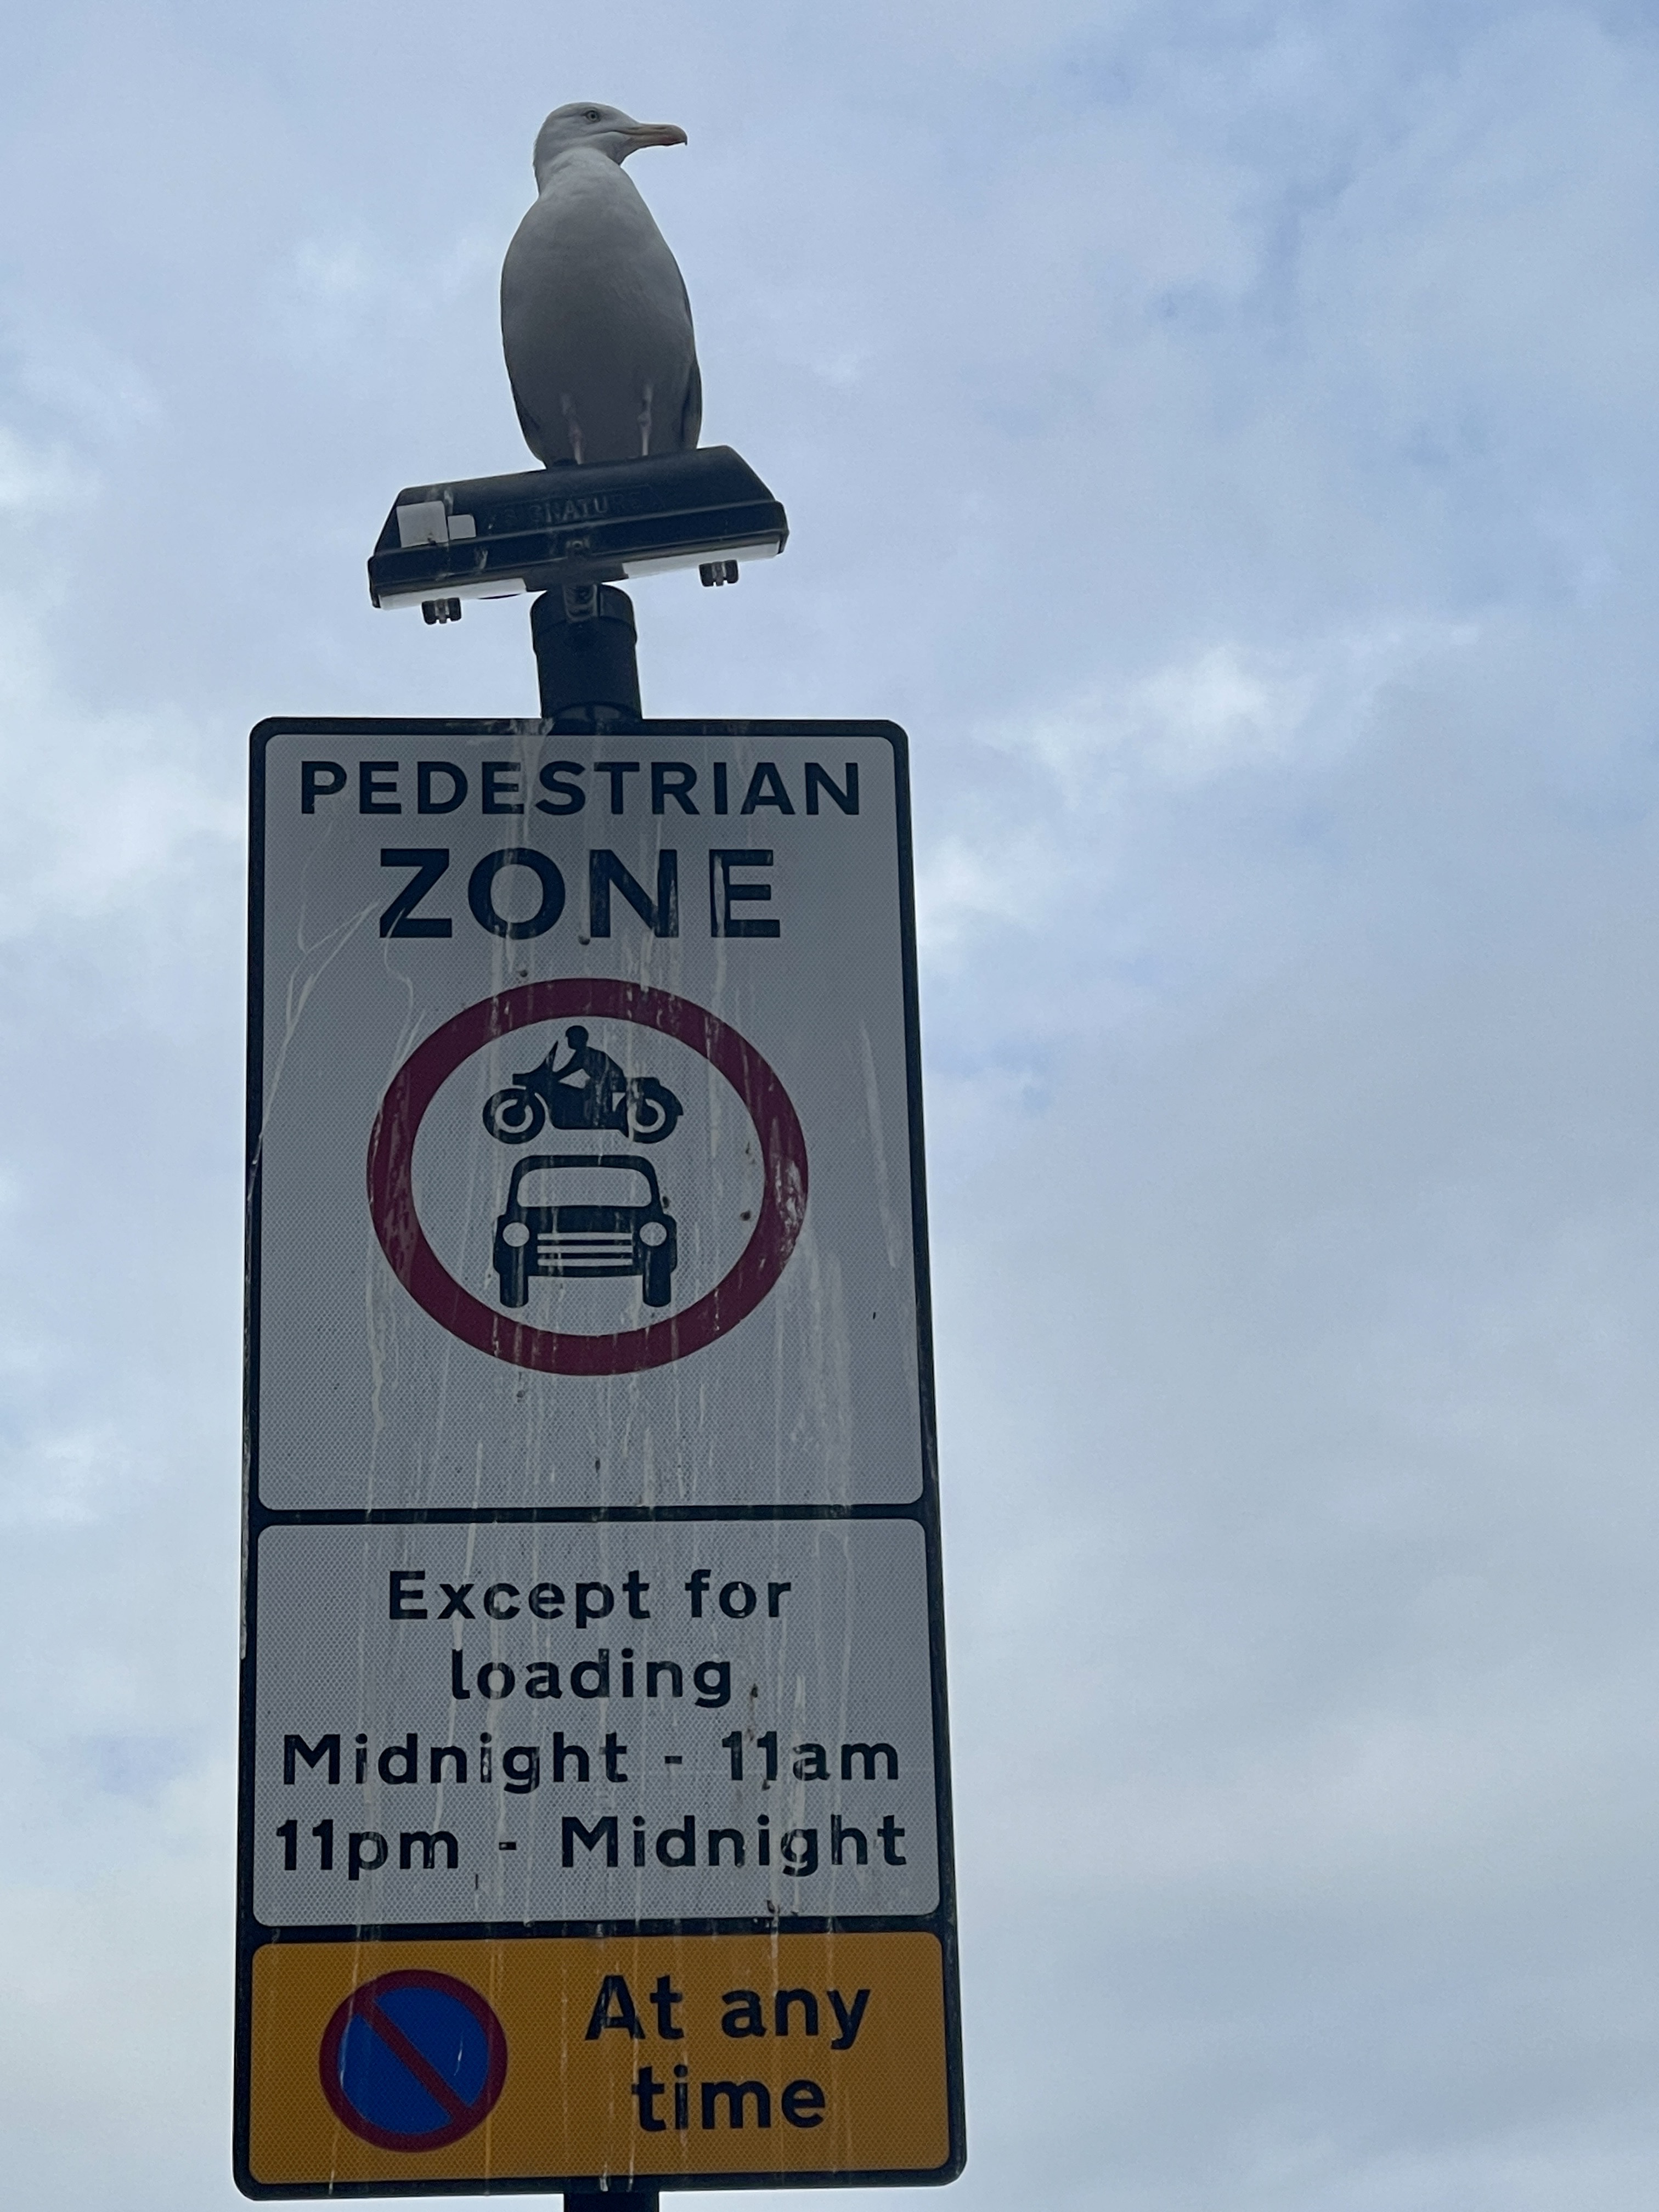 PEDESTRIAN
ZONE
Except for
loading
Midnight - 11am
11pm - Midnight
At any
time